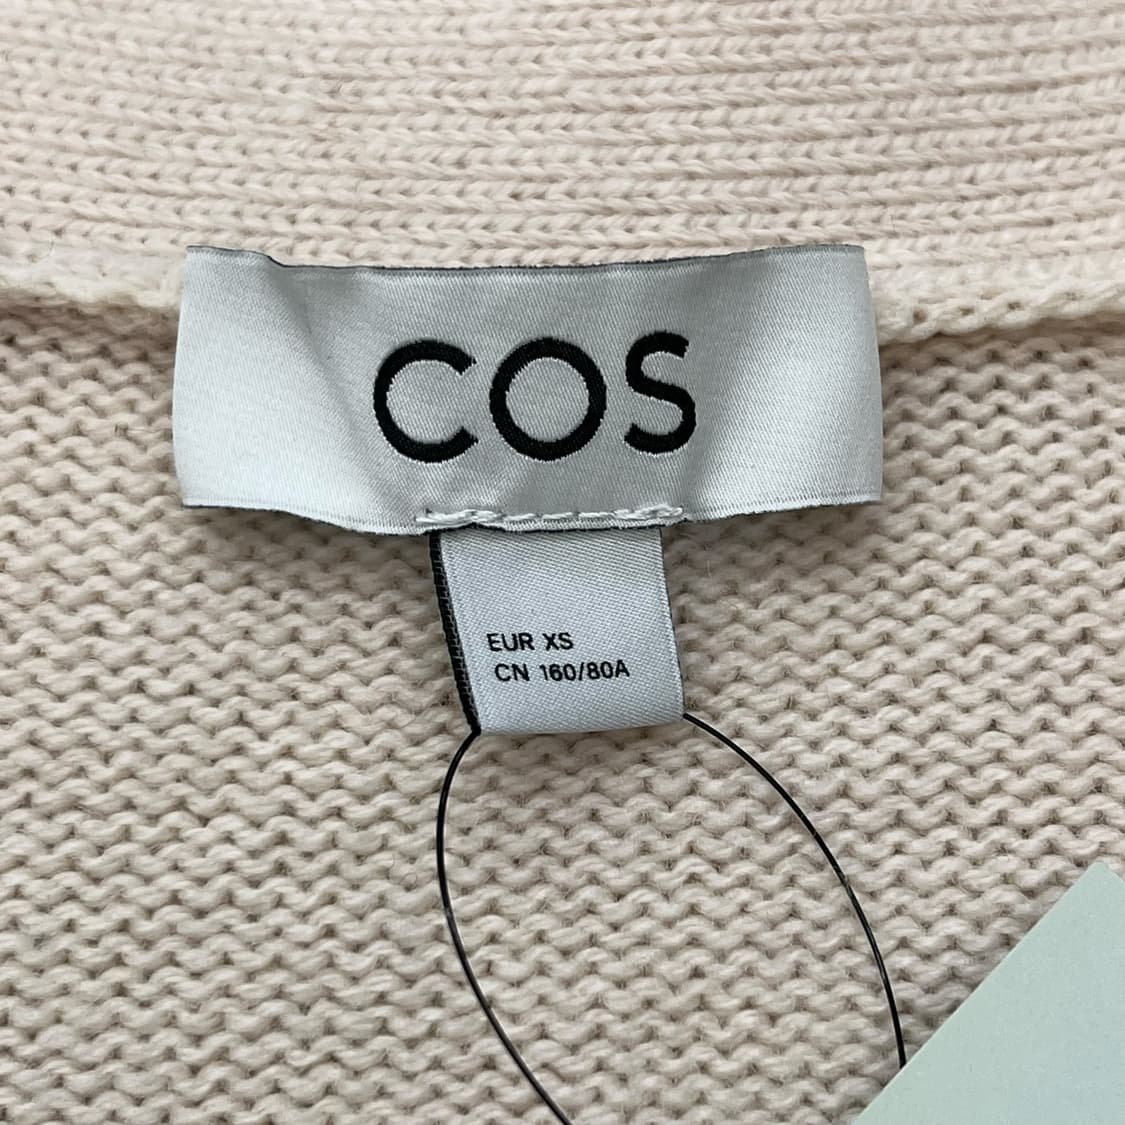 COS
EUR XS
CN 160/80A